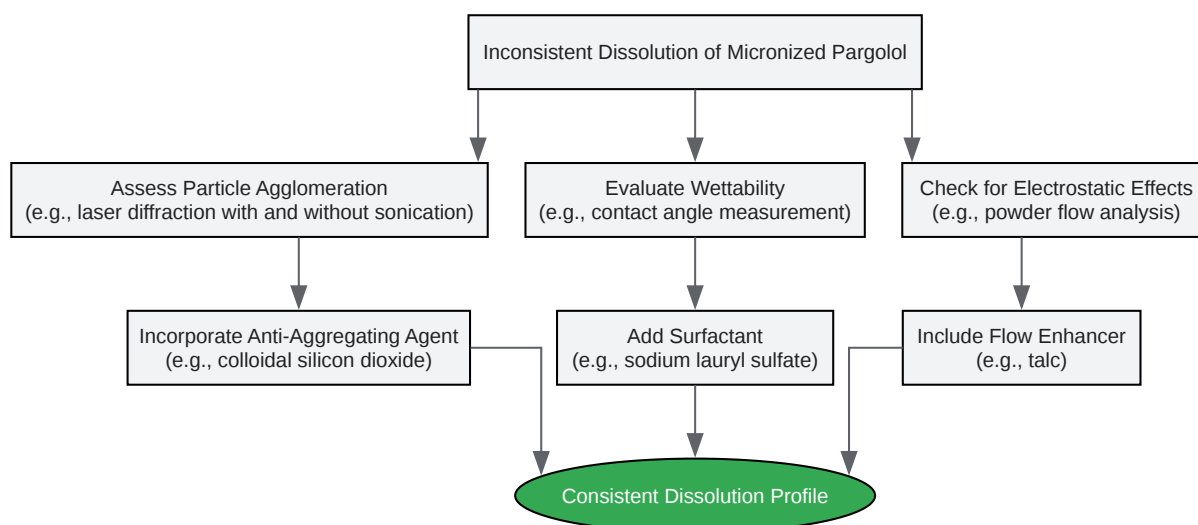 Inconsistent Dissolution of Micronized Pargolol
Assess Particle Agglomeration
(e.g., laser diffraction with and without sonication)
Evaluate Wettability
(e.g., contact angle measurement)
Check for Electrostatic Effects
(e.g., powder flow analysis)
Incorporate Anti-Aggregating Agent
(e.g., colloidal silicon dioxide)
Add Surfactant
(e.g., sodium lauryl sulfate)
Include Flow Enhancer
(e.g., talc)
Consistent Dissolution Profile